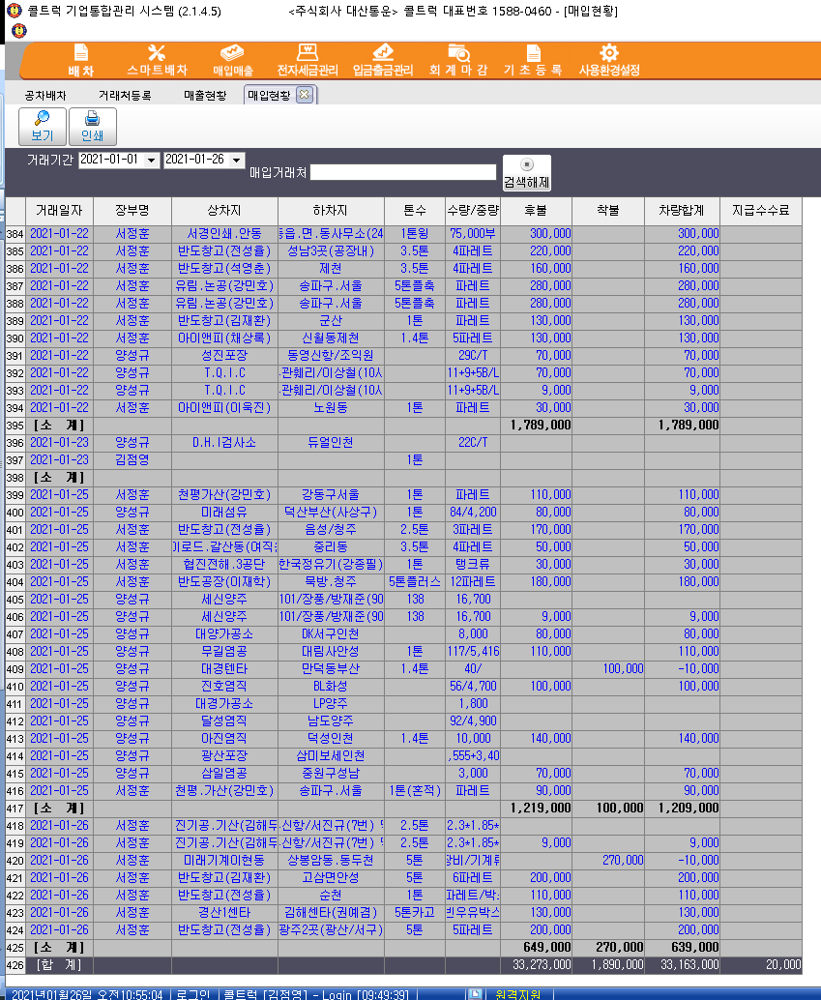 콜트럭 기업통합관리 시스템 (2.1.4.5) <주식회사 대산통운> 콜트럭 대표번호 1588-0460 - [매입현황]
배 차 스마트배차 매입매출 전자세금관리 입금출금관리 회 계 마 감 기 초 등 록 사용환경설정
공차배차 거래처등록 매출현황 매입현황
보기 인쇄
거래기간 2021-01-01 2021-01-26 매입거래처 검색해제
거래일자 장부명 상차지 하차지 톤수 수량/중량 후불 착불 차량합계 지급수수료
384 2021-01-22 서정훈 서경인쇄.안동 읍.면.동사무소(24 1톤윙 75,000부 300,000 300,000
385 2021-01-22 서정훈 반도창고(전성율) 성남3곳(공장내) 3.5톤 4파레트 220,000 220,000
386 2021-01-22 서정훈 반도창고(석영춘) 제천 3.5톤 4파레트 160,000 160,000
387 2021-01-22 서정훈 유림.논공(강민호) 송파구.서울 5톤플축 파레트 280,000 280,000
388 2021-01-22 서정훈 유림.논공(강민호) 송파구.서울 5톤플축 파레트 280,000 280,000
389 2021-01-22 서정훈 반도창고(김재환) 군산 1톤 파레트 130,000 130,000
390 2021-01-22 서정훈 아이앤피(채상록) 신월동제천 1.4톤 5파레트 130,000 130,000
391 2021-01-22 양성규 성진포장 동영신항/조익원 29C/T 70,000 70,000
392 2021-01-22 양성규 T.Q.I.C 관훼리/이상철(10시 11+9+5B/L 70,000 70,000
393 2021-01-22 양성규 T.Q.I.C 관훼리/이상철(10시 11+9+5B/L 9,000 9,000
394 2021-01-22 서정훈 아이앤피(이욱진) 노원동 1톤 파레트 30,000 30,000
395 [소 계] 1,789,000 1,789,000
396 2021-01-23 양성규 D.H.I검사소 듀얼인천 22C/T
397 2021-01-23 김점영 1톤
398 [소 계]
399 2021-01-25 서정훈 천평가산(강민호) 강동구서울 1톤 파레트 110,000 110,000
400 2021-01-25 양성규 미래섬유 덕산부산(사상구) 1톤 84/4,200 80,000 80,000
401 2021-01-25 서정훈 반도창고(전성율) 음성/청주 2.5톤 3파레트 170,000 170,000
402 2021-01-25 서정훈 이로드.갈산동(며직 중리동 3.5톤 4파레트 50,000 50,000
403 2021-01-25 서정훈 협진전해.3공단 한국정유기(강종필) 1톤 탱크류 30,000 30,000
404 2021-01-25 서정훈 반도공장(이재학) 묵방.청주 5톤플러스 12파레트 180,000 180,000
405 2021-01-25 양성규 세신양주 101/장풍/방재준(90 138 16,700
406 2021-01-25 양성규 세신양주 101/장풍/방재준(90 138 16,700 9,000 9,000
407 2021-01-25 양성규 대양가공소 DK서구인천 8,000 80,000 80,000
408 2021-01-25 양성규 무길염공 대림사안성 1톤 117/5,416 110,000 110,000
409 2021-01-25 양성규 대경텐타 만덕동부산 1.4톤 40/ 100,000 -10,000
410 2021-01-25 양성규 진호염직 BL화성 56/4,700 100,000 100,000
411 2021-01-25 양성규 대경가공소 LP양주 1,800
412 2021-01-25 양성규 달성염직 남도양주 92/4,900
413 2021-01-25 양성규 아진염직 덕성인천 1.4톤 10,000 140,000 140,000
414 2021-01-25 양성규 광산포장 삼미보세인천 ,555+3,40
415 2021-01-25 양성규 삼일염공 중원구성남 3,000 70,000 70,000
416 2021-01-25 서정훈 천평.가산(강민호) 송파구.서울 1톤(혼적) 파레트 90,000 90,000
417 [소 계] 1,219,000 100,000 1,209,000
418 2021-01-26 서정훈 진기공.기산(김해두 신항/서진규(7번) 2.5톤 2.3*1.85*
419 2021-01-26 서정훈 진기공.기산(김해두 신항/서진규(7번) 2.5톤 2.3*1.85* 9,000 9,000
420 2021-01-26 서정훈 미래기계이현동 상봉암동.동두천 5톤 장비/기계류 270,000 -10,000
421 2021-01-26 서정훈 반도창고(김재환) 고삼면안성 5톤 6파레트 200,000 200,000
422 2021-01-26 서정훈 반도창고(전성율) 순천 1톤 파레트/박스 110,000 110,000
423 2021-01-26 서정훈 경산1센타 김해센타(권예겸) 5톤카고 빈우유박스 130,000 130,000
424 2021-01-26 서정훈 반도창고(전성율) 광주2곳(광산/서구) 5톤 5파레트 200,000 200,000
425 [소 계] 649,000 270,000 639,000
426 [합 계] 33,273,000 1,890,000 33,163,000 20,000
2021년01월26일 오전10:55:04 로그인 콜트럭 [김점영] - Login [09:49:39] 원격지원